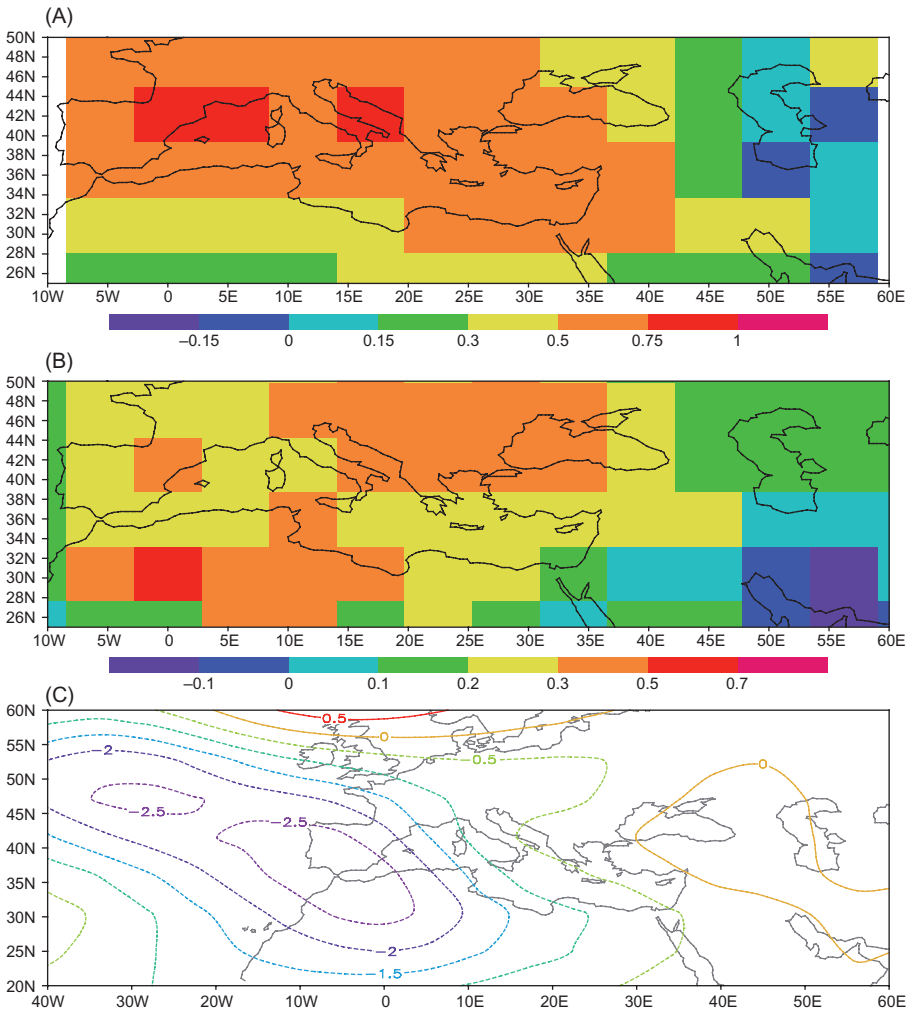 (A)
50N
48N
46N
44N
42N
40N
38N
36N
34N
32N
30N
28N
26N
10W 5W 0 5E 10E 15E 20E 25E 30E 35E 40E 45E 50E 55E 60E
−0.15 0 0.15 0.3 0.5 0.75 1
(B)
50N
48N
46N
44N
42N
40N
38N
36N
34N
32N
30N
28N
26N
10W 5W 0 5E 10E 15E 20E 25E 30E 35E 40E 45E 50E 55E 60E
−0.1 0 0.1 0.2 0.3 0.5 0.7
(C)
60N
55N
50N
45N
40N
35N
30N
25N
20N
0.5
0
−0.5
−2
0
−2.5
−2.5
−2
−1.5
40W 30W 20W 10W 0 10E 20E 30E 40E 50E 60E